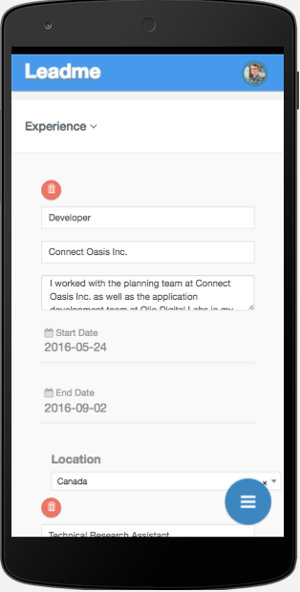 Leadme
Experience
Developer
Connect Oasis Inc.
I worked with the planning team at Connect
Oasis Inc. as well as the application
development team at Olio Digital Labs in my
Start Date
2016-05-24
End Date
2016-09-02
Location
Canada
Technical Research Assistant